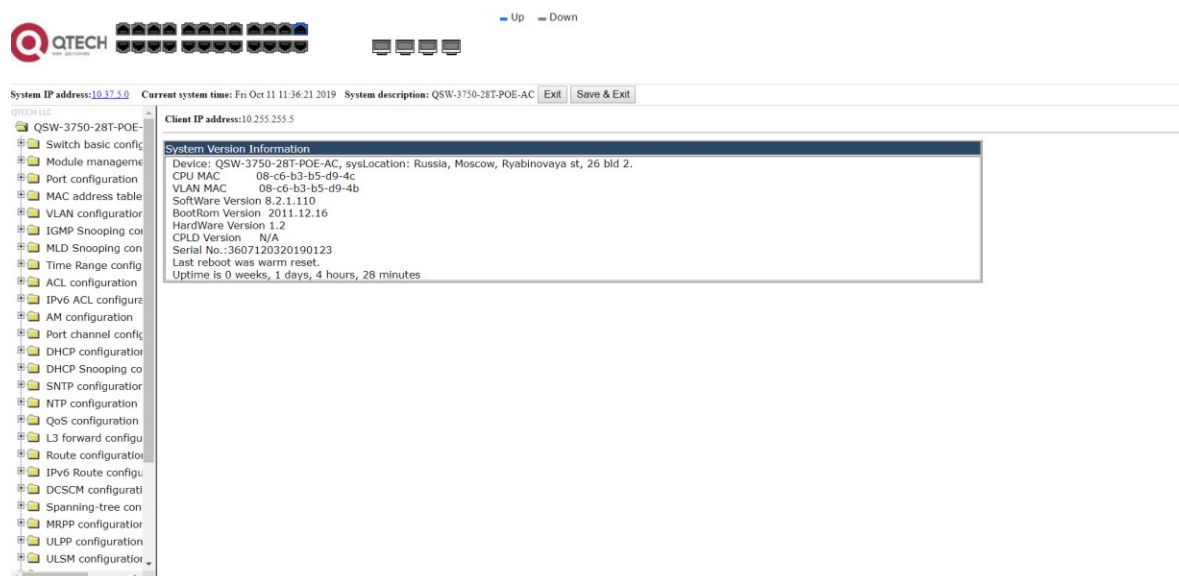 Up Down
QTECH
System IP address:10.37.5.0 Current system time: Fri Oct 11 11:36:21 2019 System description: QSW-3750-28T-POE-AC Exit Save & Exit
QTECH LLC
QSW-3750-28T-POE-
Switch basic config
Module manageme
Port configuration
MAC address table
VLAN configuration
IGMP Snooping con
MLD Snooping con
Time Range config
ACL configuration
IPv6 ACL configura
AM configuration
Port channel config
DHCP configuration
DHCP Snooping co
SNTP configuration
NTP configuration
QoS configuration
L3 forward configu
Route configuration
IPv6 Route configu
DCSCM configurati
Spanning-tree con
MRPP configuration
ULPP configuration
ULSM configuration
Client IP address:10.255.255.5
System Version Information
Device: QSW-3750-28T-POE-AC, sysLocation: Russia, Moscow, Ryabinovaya st, 26 bld 2.
CPU MAC 08-c6-b3-b5-d9-4c
VLAN MAC 08-c6-b3-b5-d9-4b
SoftWare Version 8.2.1.110
BootRom Version 2011.12.16
HardWare Version 1.2
CPLD Version N/A
Serial No.:3607120320190123
Last reboot was warm reset.
Uptime is 0 weeks, 1 days, 4 hours, 28 minutes